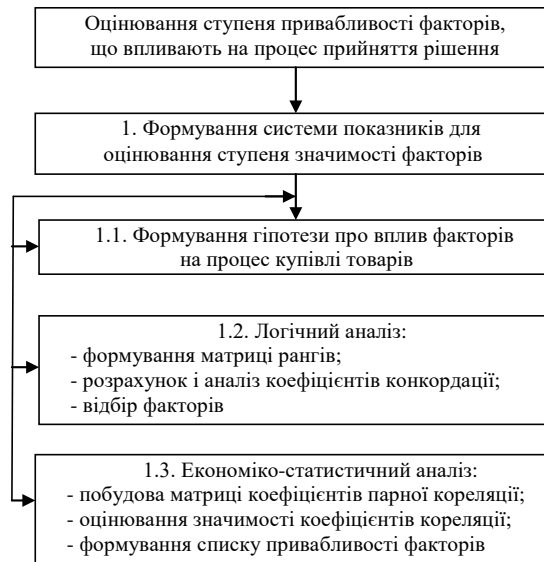 Оцінювання ступеня привабливості факторів,
що впливають на процес прийняття рішення
1. Формування системи показників для
оцінювання ступеня значимості факторів
1.1. Формування гіпотези про вплив факторів
на процес купівлі товарів
1.2. Логічний аналіз:
- формування матриці рангів;
- розрахунок і аналіз коефіцієнтів конкордації;
- відбір факторів
1.3. Економіко-статистичний аналіз:
- побудова матриці коефіцієнтів парної кореляції;
- оцінювання значимості коефіцієнтів кореляції;
- формування списку привабливості факторів